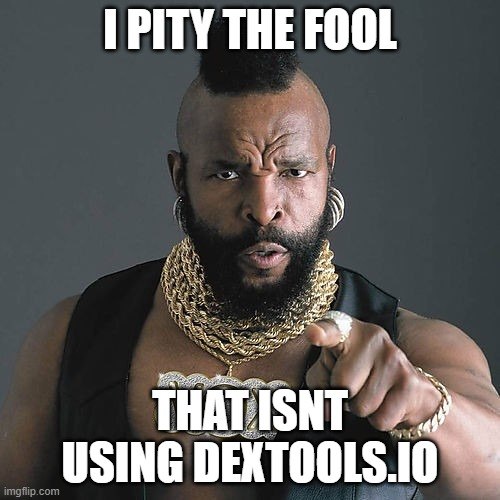 I PITY THE FOOL
THAT ISNT
USING DEXTOOLS.IO
imgflip.com